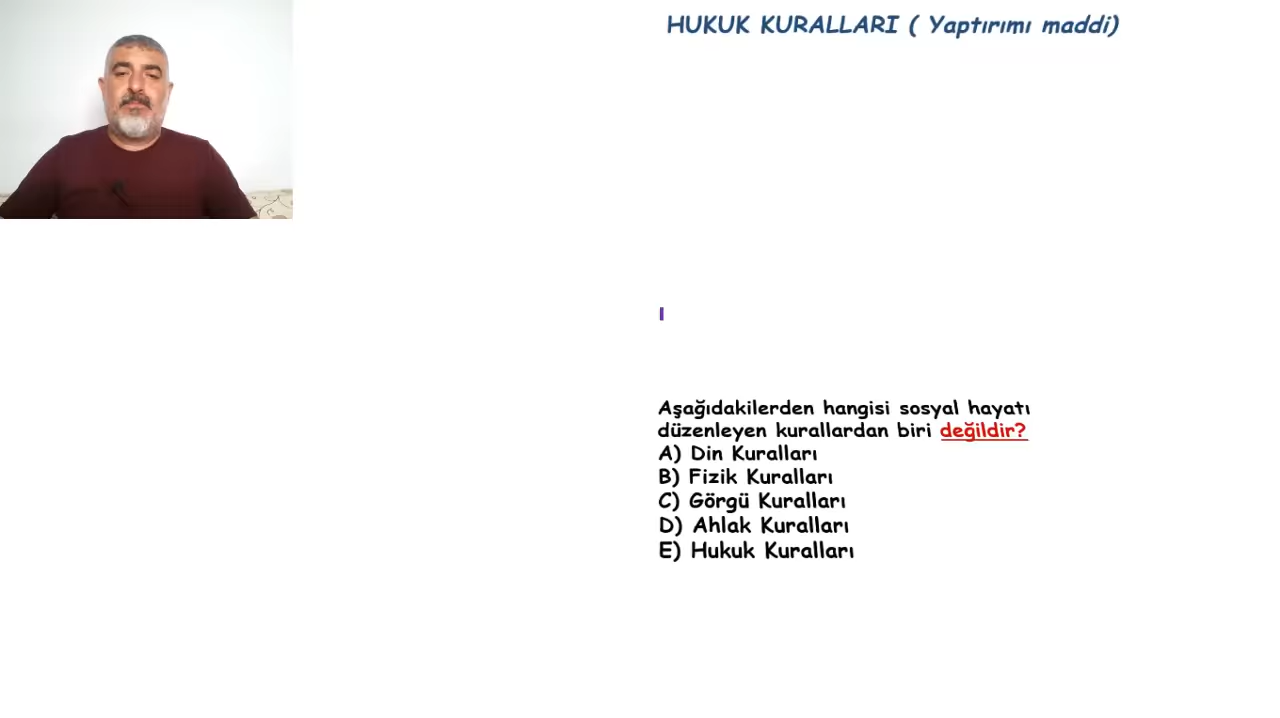 HUKUK KURALLARI ( Yaptırımı maddi)
I
Aşağıdakilerden hangisi sosyal hayatı
düzenleyen kurallardan biri değildir?
A) Din Kuralları
B) Fizik Kuralları
C) Görgü Kuralları
D) Ahlak Kuralları
E) Hukuk Kuralları